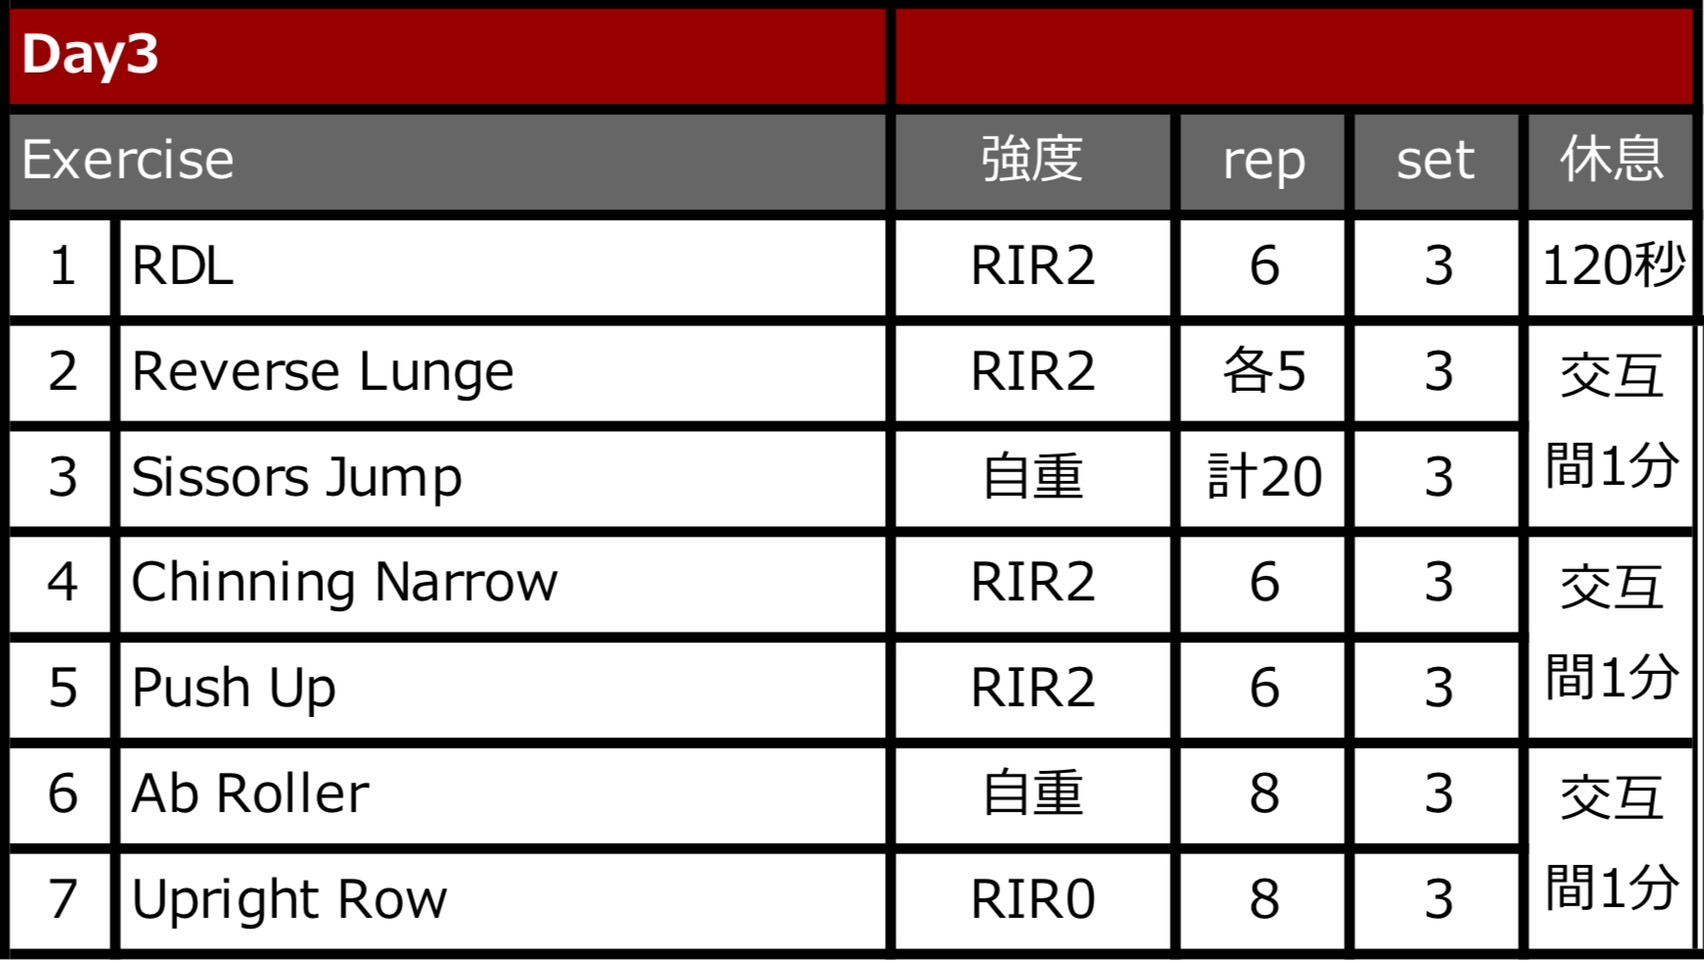 Day3
Exercise 強度 rep set 休息
1 RDL RIR2 6 3 120秒
2 Reverse Lunge RIR2 各5 3 交互
3 Sissors Jump 自重 計20 3 間1分
4 Chinning Narrow RIR2 6 3 交互
5 Push Up RIR2 6 3 間1分
6 Ab Roller 自重 8 3 交互
7 Upright Row RIR0 8 3 間1分